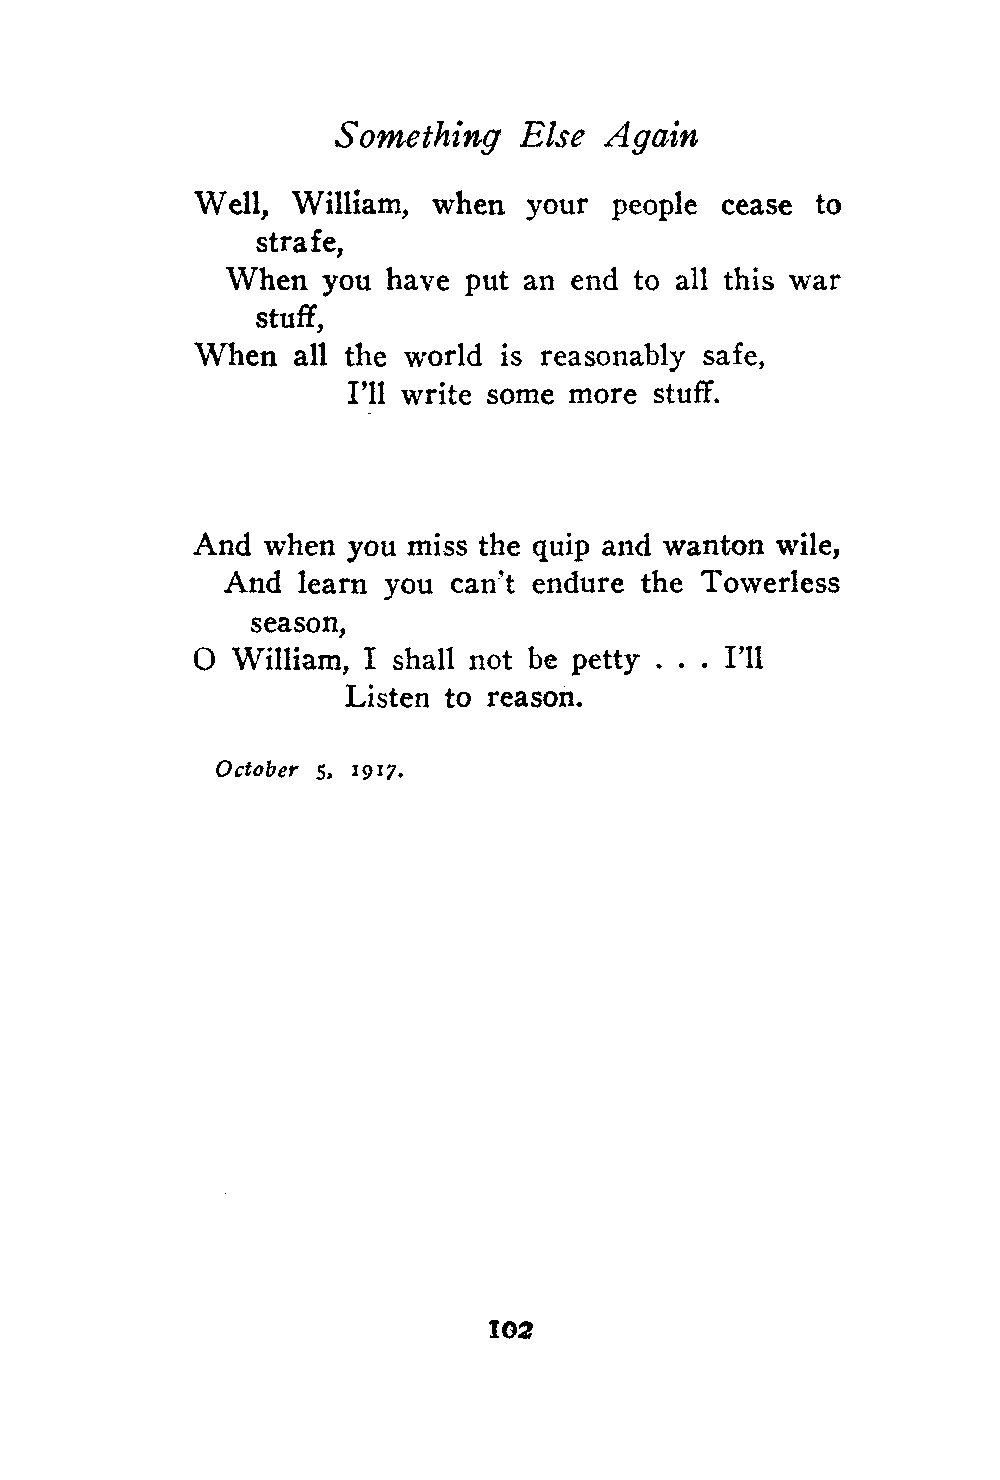 Something Else Again
Well, William, when your people cease to
strafe,
When you have put an end to all this war
stuff,
When all the world is reasonably safe,
I'll write some more stuff.
And when you miss the quip and wanton wile,
And learn you can't endure the Towerless
season,
O William, I shall not be petty . . . I'll
Listen to reason.
October 5, 1917.
102